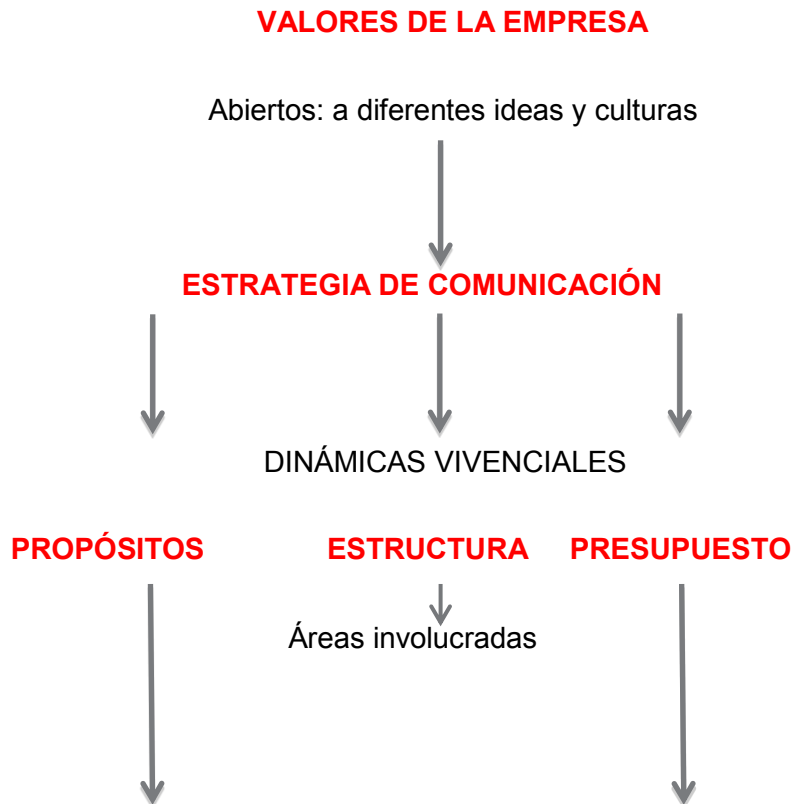 VALORES DE LA EMPRESA
Abiertos: a diferentes ideas y culturas
ESTRATEGIA DE COMUNICACIÓN
DINÁMICAS VIVENCIALES
PROPÓSITOS ESTRUCTURA PRESUPUESTO
Áreas involucradas